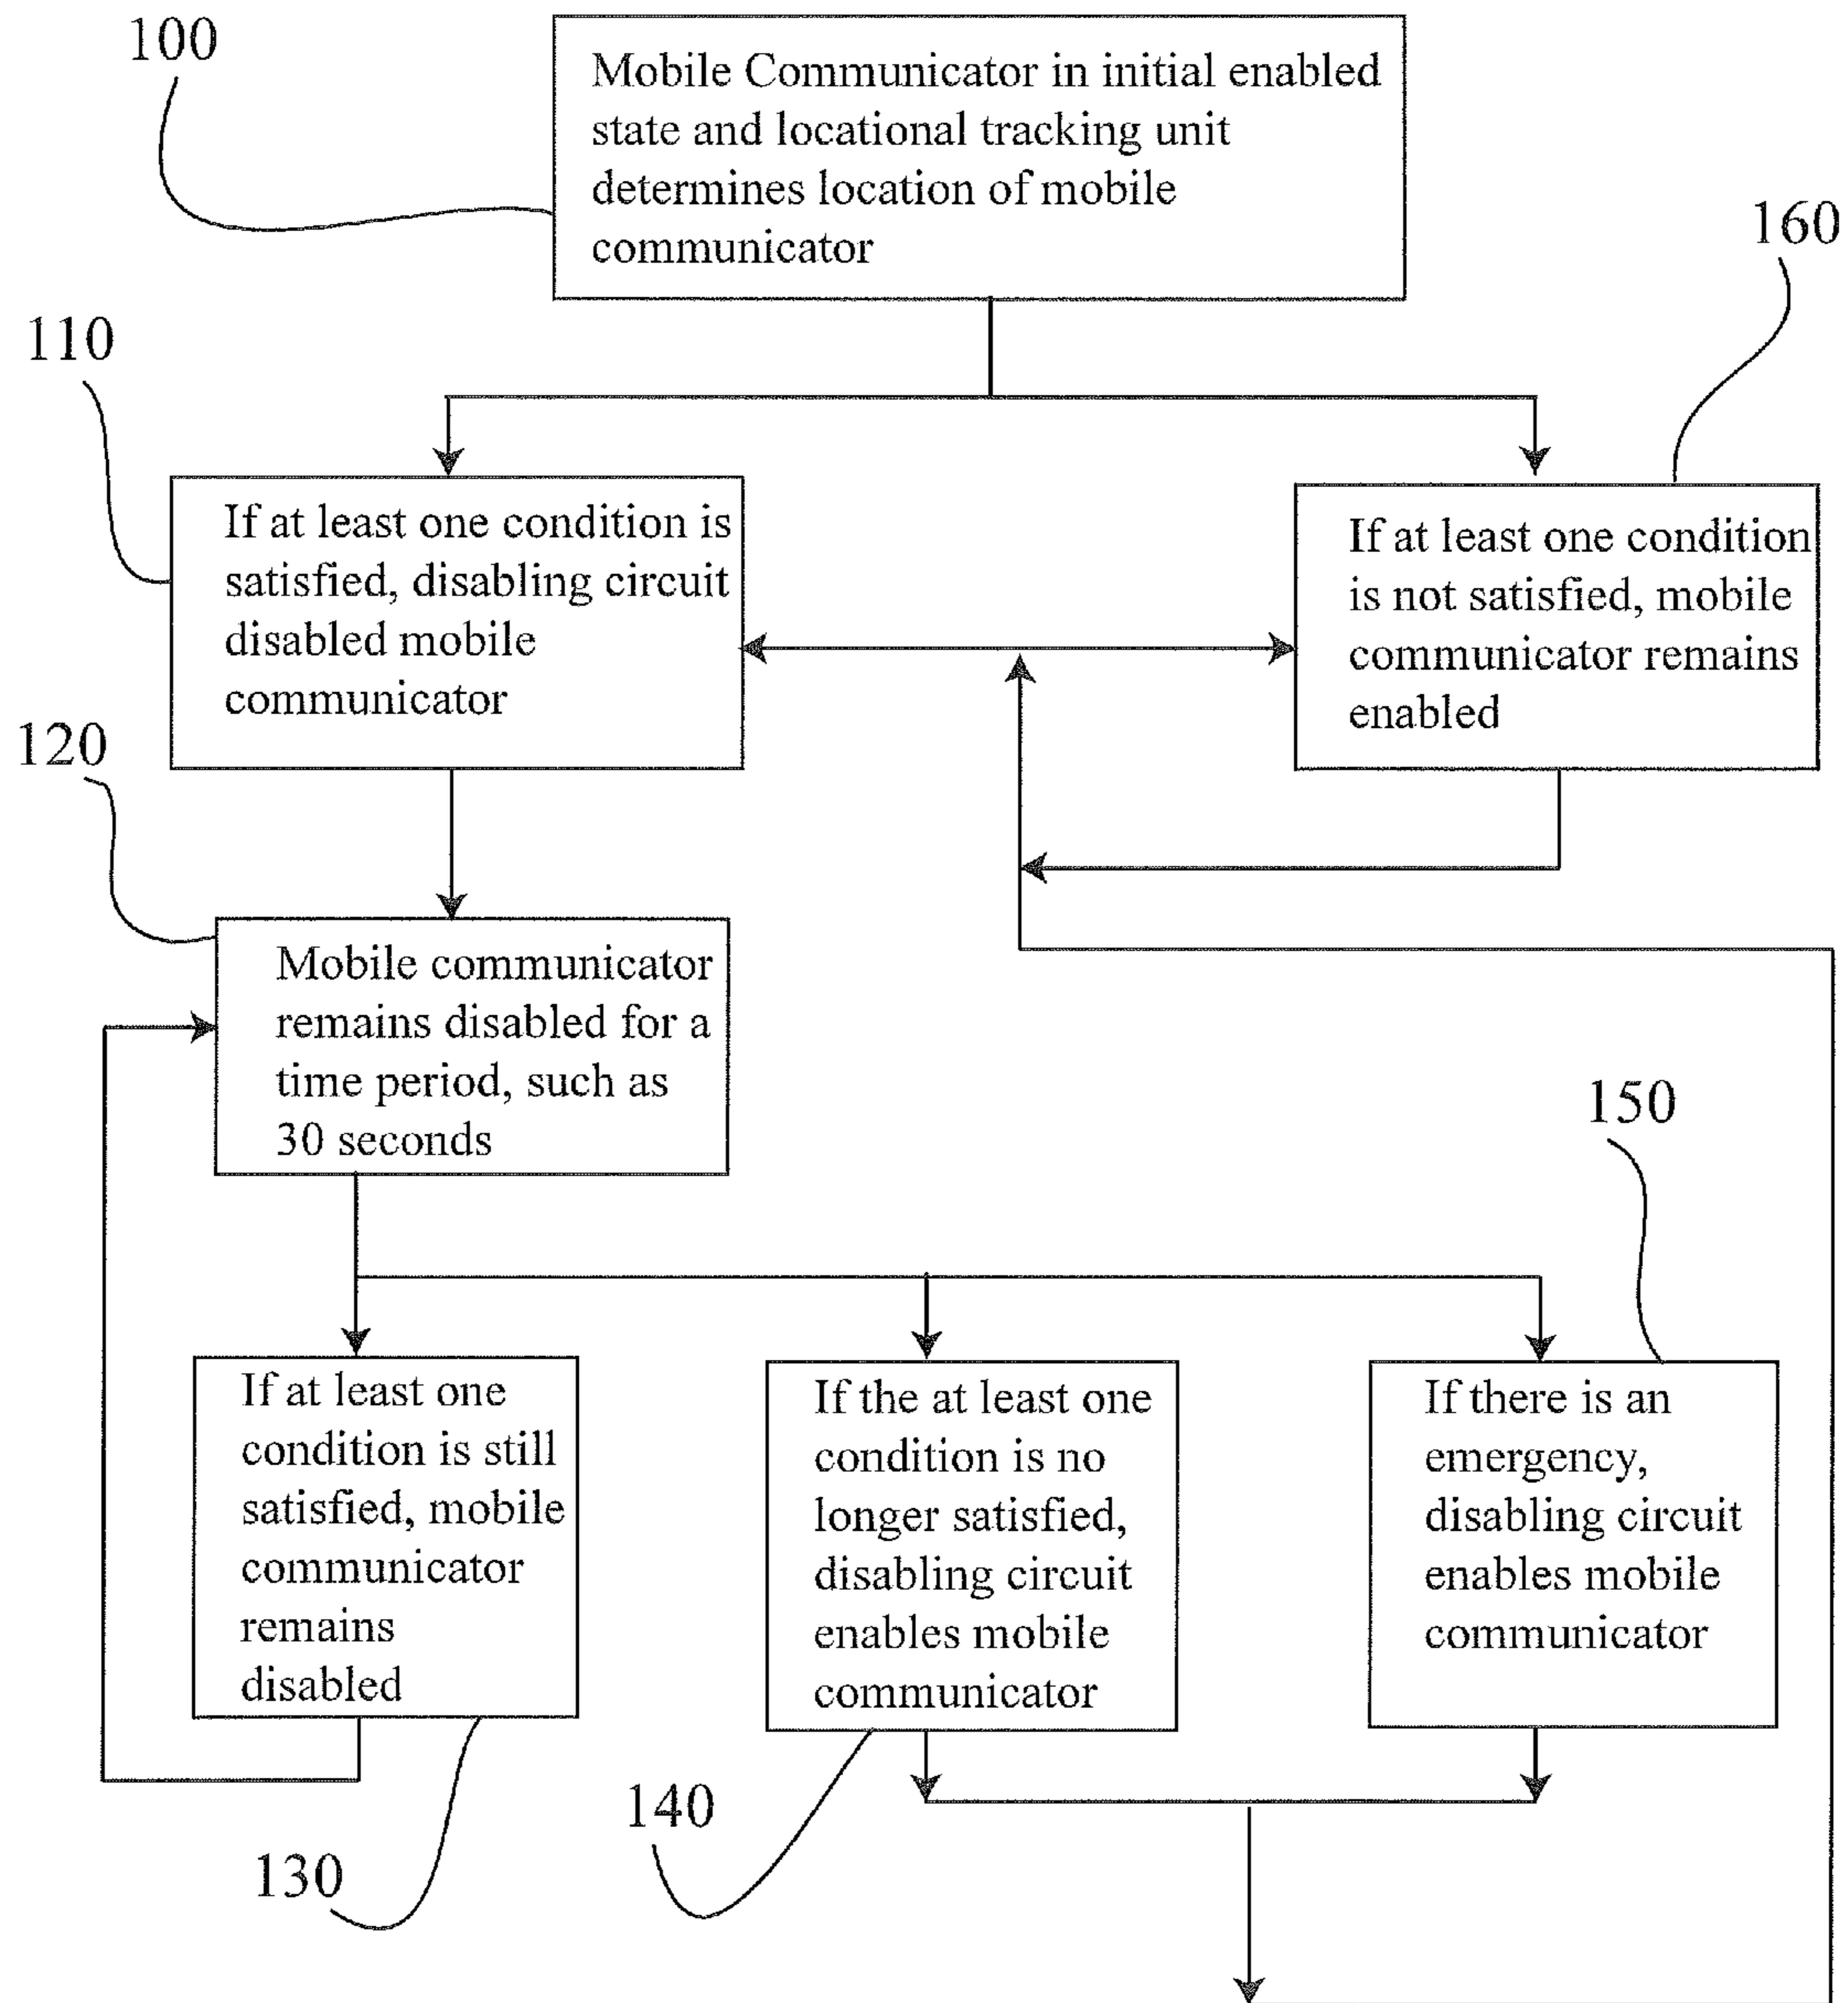 100
Mobile Communicator in initial enabled
state and locational tracking unit
determines location of mobile
communicator
160
110
If at least one condition is
satisfied, disabling circuit
disabled mobile
communicator
If at least one condition
is not satisfied, mobile
communicator remains
enabled
120
Mobile communicator
remains disabled for a
time period, such as
30 seconds
150
If at least one
condition is still
satisfied, mobile
communicator
remains
disabled
If the at least one
condition is no
longer satisfied,
disabling circuit
enables mobile
communicator
If there is an
emergency,
disabling circuit
enables mobile
communicator
130
140